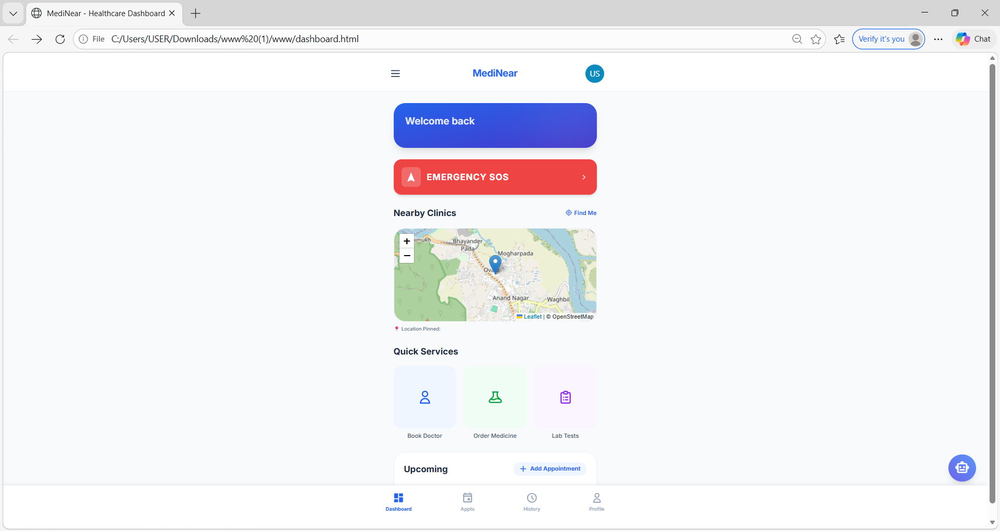 MediNear - Healthcare Dashboard
File C:/Users/USER/Downloads/www%20(1)/www/dashboard.html
Verify it's you
Chat
MediNear
US
Welcome back
EMERGENCY SOS
Nearby Clinics
Find Me
+
−
Bhayander
Pada
Mogharpada
Anand Nagar
Waghbil
Leaflet | © OpenStreetMap
Location Pinned:
Quick Services
Book Doctor
Order Medicine
Lab Tests
Upcoming
+ Add Appointment
Dashboard
Appts
History
Profile